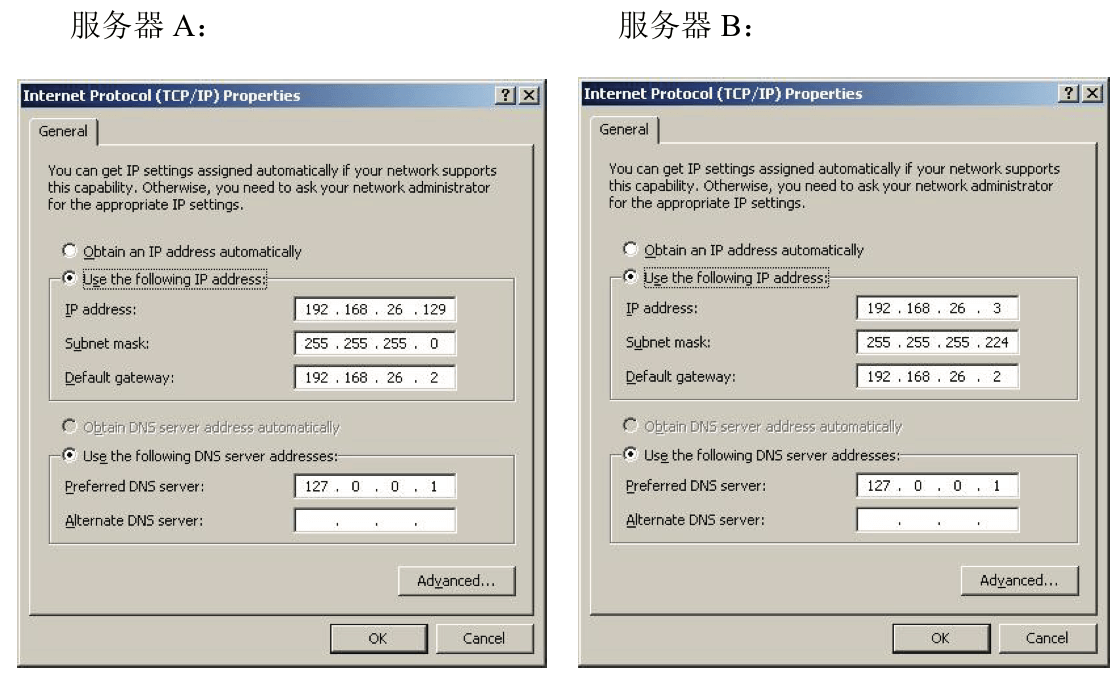 服务器 A：
服务器 B：
Internet Protocol (TCP/IP) Properties
General
You can get IP settings assigned automatically if your network supports
this capability. Otherwise, you need to ask your network administrator
for the appropriate IP settings.
Obtain an IP address automatically
Use the following IP address:
IP address: 192 . 168 . 26 . 129
Subnet mask: 255 . 255 . 255 . 0
Default gateway: 192 . 168 . 26 . 2
Obtain DNS server address automatically
Use the following DNS server addresses:
Preferred DNS server: 127 . 0 . 0 . 1
Alternate DNS server: . . .
Advanced...
OK Cancel
Internet Protocol (TCP/IP) Properties
General
You can get IP settings assigned automatically if your network supports
this capability. Otherwise, you need to ask your network administrator
for the appropriate IP settings.
Obtain an IP address automatically
Use the following IP address:
IP address: 192 . 168 . 26 . 3
Subnet mask: 255 . 255 . 255 . 224
Default gateway: 192 . 168 . 26 . 2
Obtain DNS server address automatically
Use the following DNS server addresses:
Preferred DNS server: 127 . 0 . 0 . 1
Alternate DNS server: . . .
Advanced...
OK Cancel